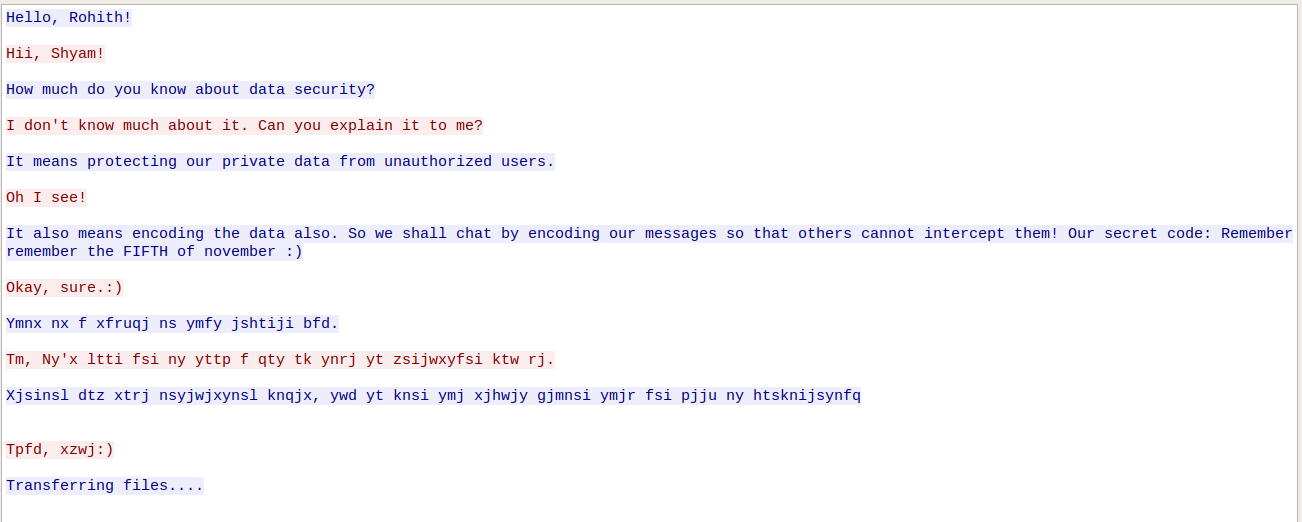 Hello, Rohith!
Hii, Shyam!
How much do you know about data security?
I don't know much about it. Can you explain it to me?
It means protecting our private data from unauthorized users.
Oh I see!
It also means encoding the data also. So we shall chat by encoding our messages so that others cannot intercept them! Our secret code: Remember
remember the FIFTH of november :)
Okay, sure.:)
Ymnx nx f xfruqj ns ymfy jshtiji bfd.
Tm, Ny'x ltti fsi ny yttp f qty tk ynrj yt zsijwxyfsi ktw rj.
Xjsinsl dtz xtrj nsyjwjxynsl knqjx, ywd yt knsi ymj xjhwjy gjmnsi ymjr fsi pjju ny htsknijsynfq
Tpfd, xzwj:)
Transferring files....